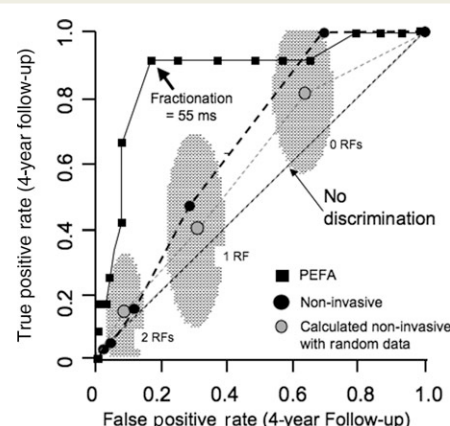 True positive rate (4-year follow-up)
1.0
0.8
0.6
0.4
0.2
0
Fractionation
= 55 ms
0 RFs
No
discrimination
1 RF
2 RFs
PEFA
Non-invasive
Calculated non-invasive
with random data
0
0.2
0.4
0.6
0.8
1.0
False positive rate (4-year Follow-up)